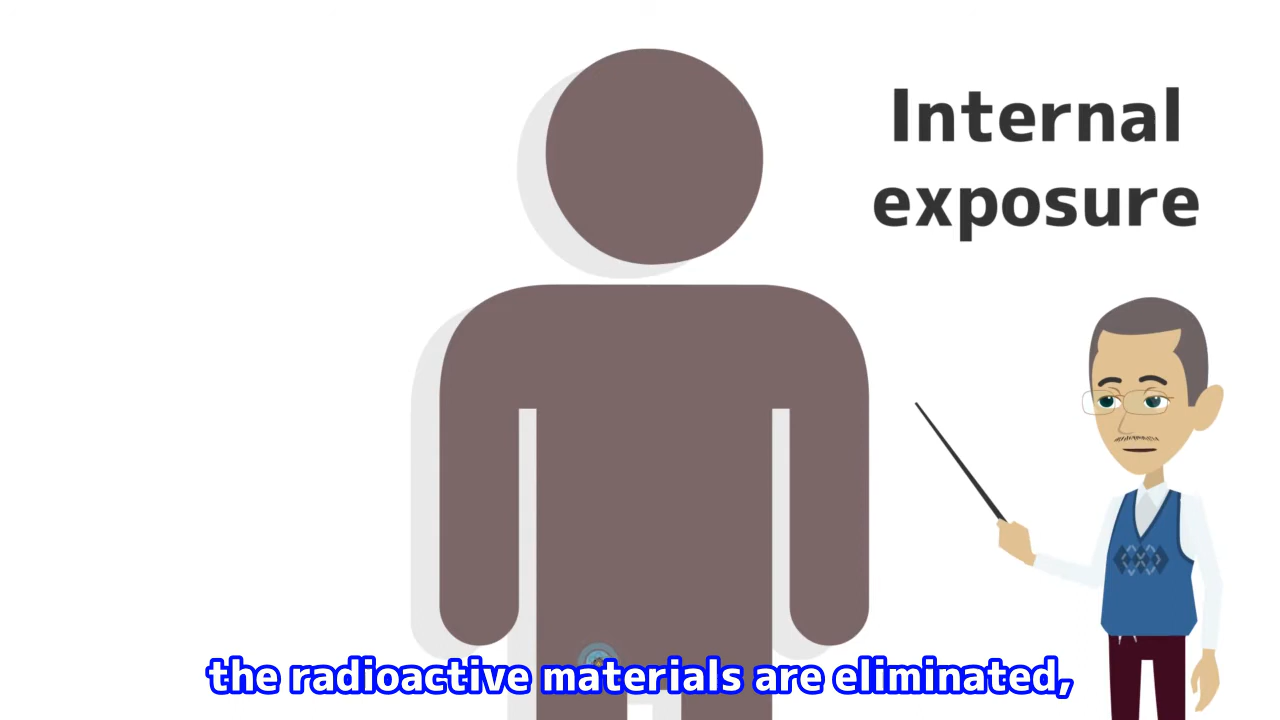 Internal
exposure
the radioactive materials are eliminated,